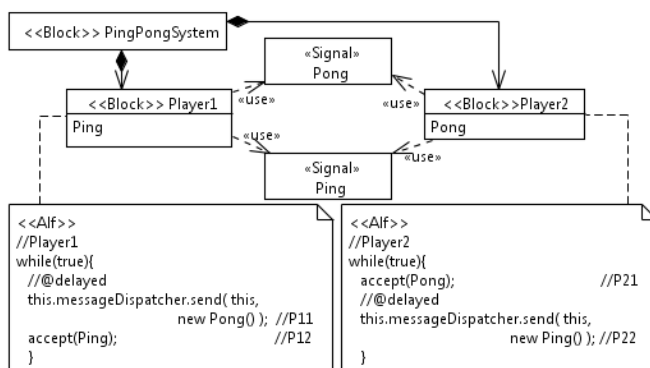 <<Block>> PingPongSystem
«Signal»
Pong
<<Block>> Player1
Ping
«use»
«use»
<<Block>>Player2
Pong
«use»
«use»
«Signal»
Ping
<<Alf>>
//Player1
while(true){
//@delayed
this.messageDispatcher.send( this,
new Pong() ); //P11
accept(Ping); //P12
}
<<Alf>>
//Player2
while(true){
accept(Pong); //P21
//@delayed
this.messageDispatcher.send( this,
new Ping() ); //P22
}